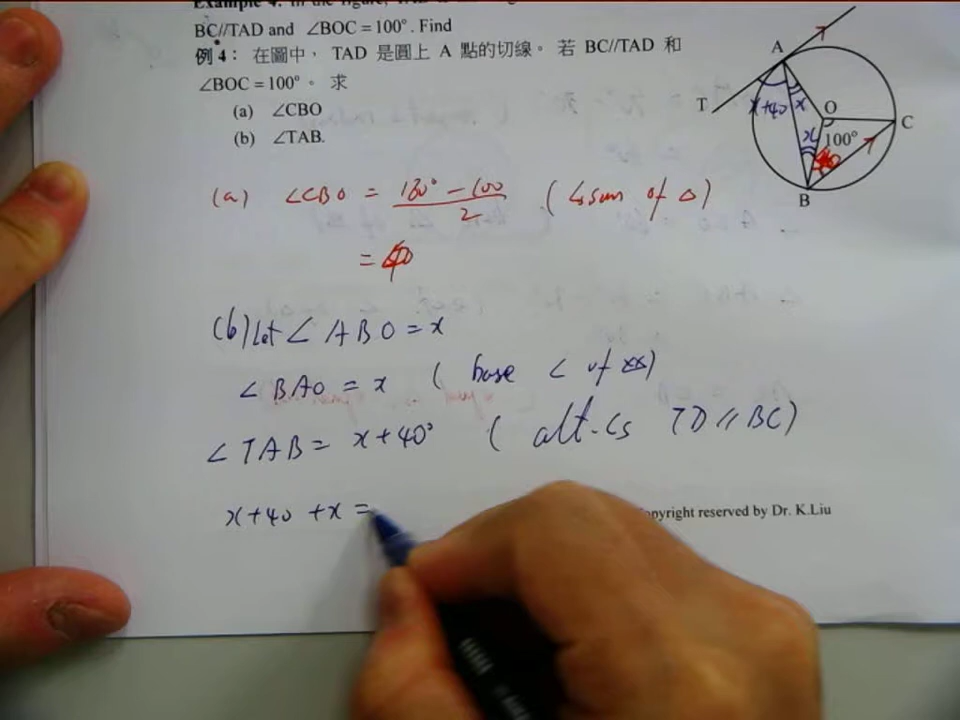 BC//TAD and ∠BOC = 100°. Find
例 4： 在圖中， TAD 是圓上 A 點的切線。 若 BC//TAD 和
∠BOC = 100°。 求
(a) ∠CBO
(b) ∠TAB.
A
T
x+40 x
O
x
100°
C
40
B
(a) ∠CBO = 180° - 100 / 2 (∠sum of △)
= 40
(b) Let ∠ABO = x
∠BAO = x (base ∠ of
∠TAB = x + 40° (alt. ∠s TD // BC)
x + 40 + x =
opyright reserved by Dr. K.Liu